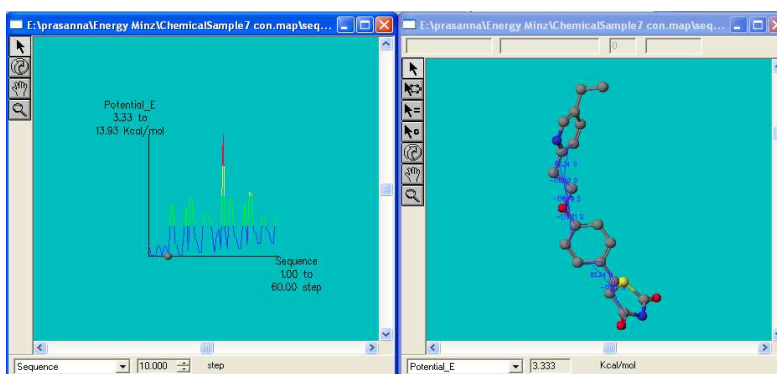 E:\prasanna\Energy Minz\ChemicalSample7 con.map\seq...
Potential_E
3.33 to
13.93 Kcal/mol
Sequence
1.00 to
60.00 step
Sequence 10.000 step
E:\prasanna\Energy Minz\ChemicalSample7 con.map\seq...
0
Potential_E 3.333 Kcal/mol